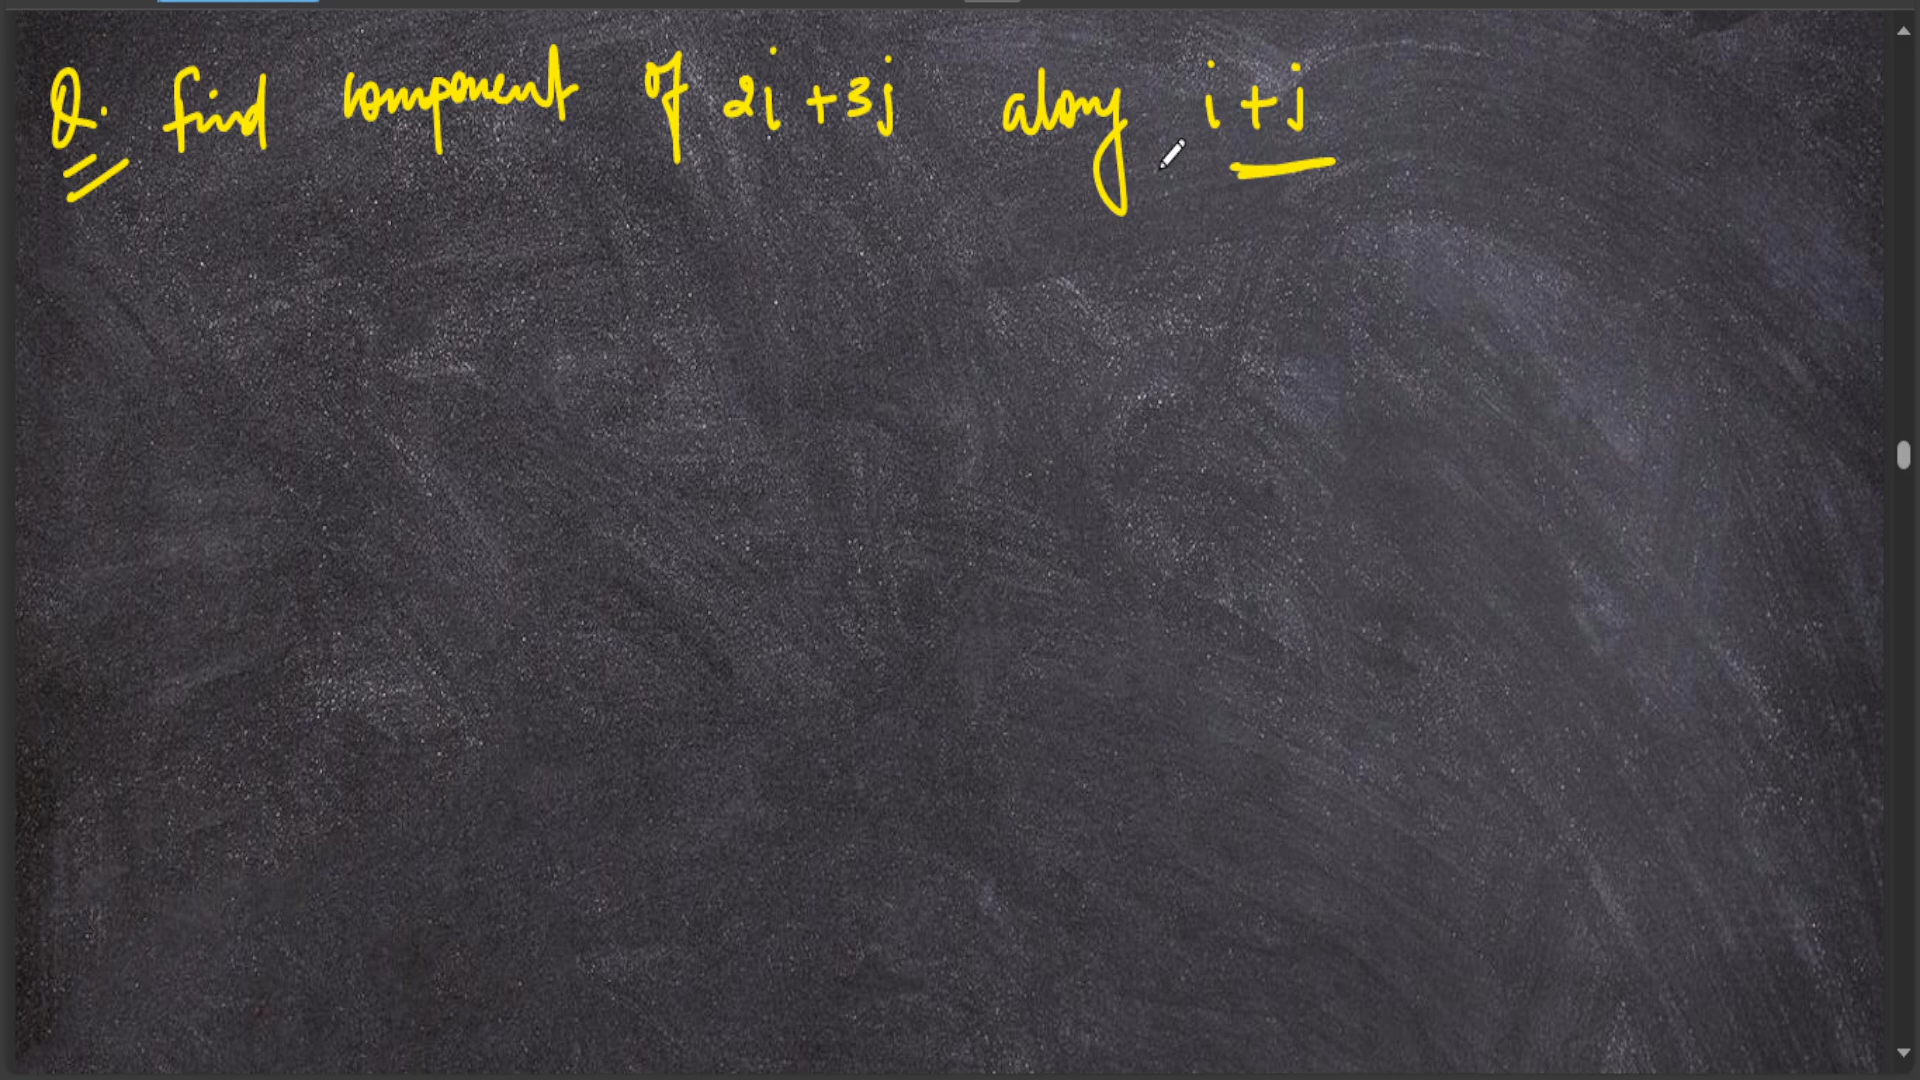 Q. find component of 2i + 3j along i + j